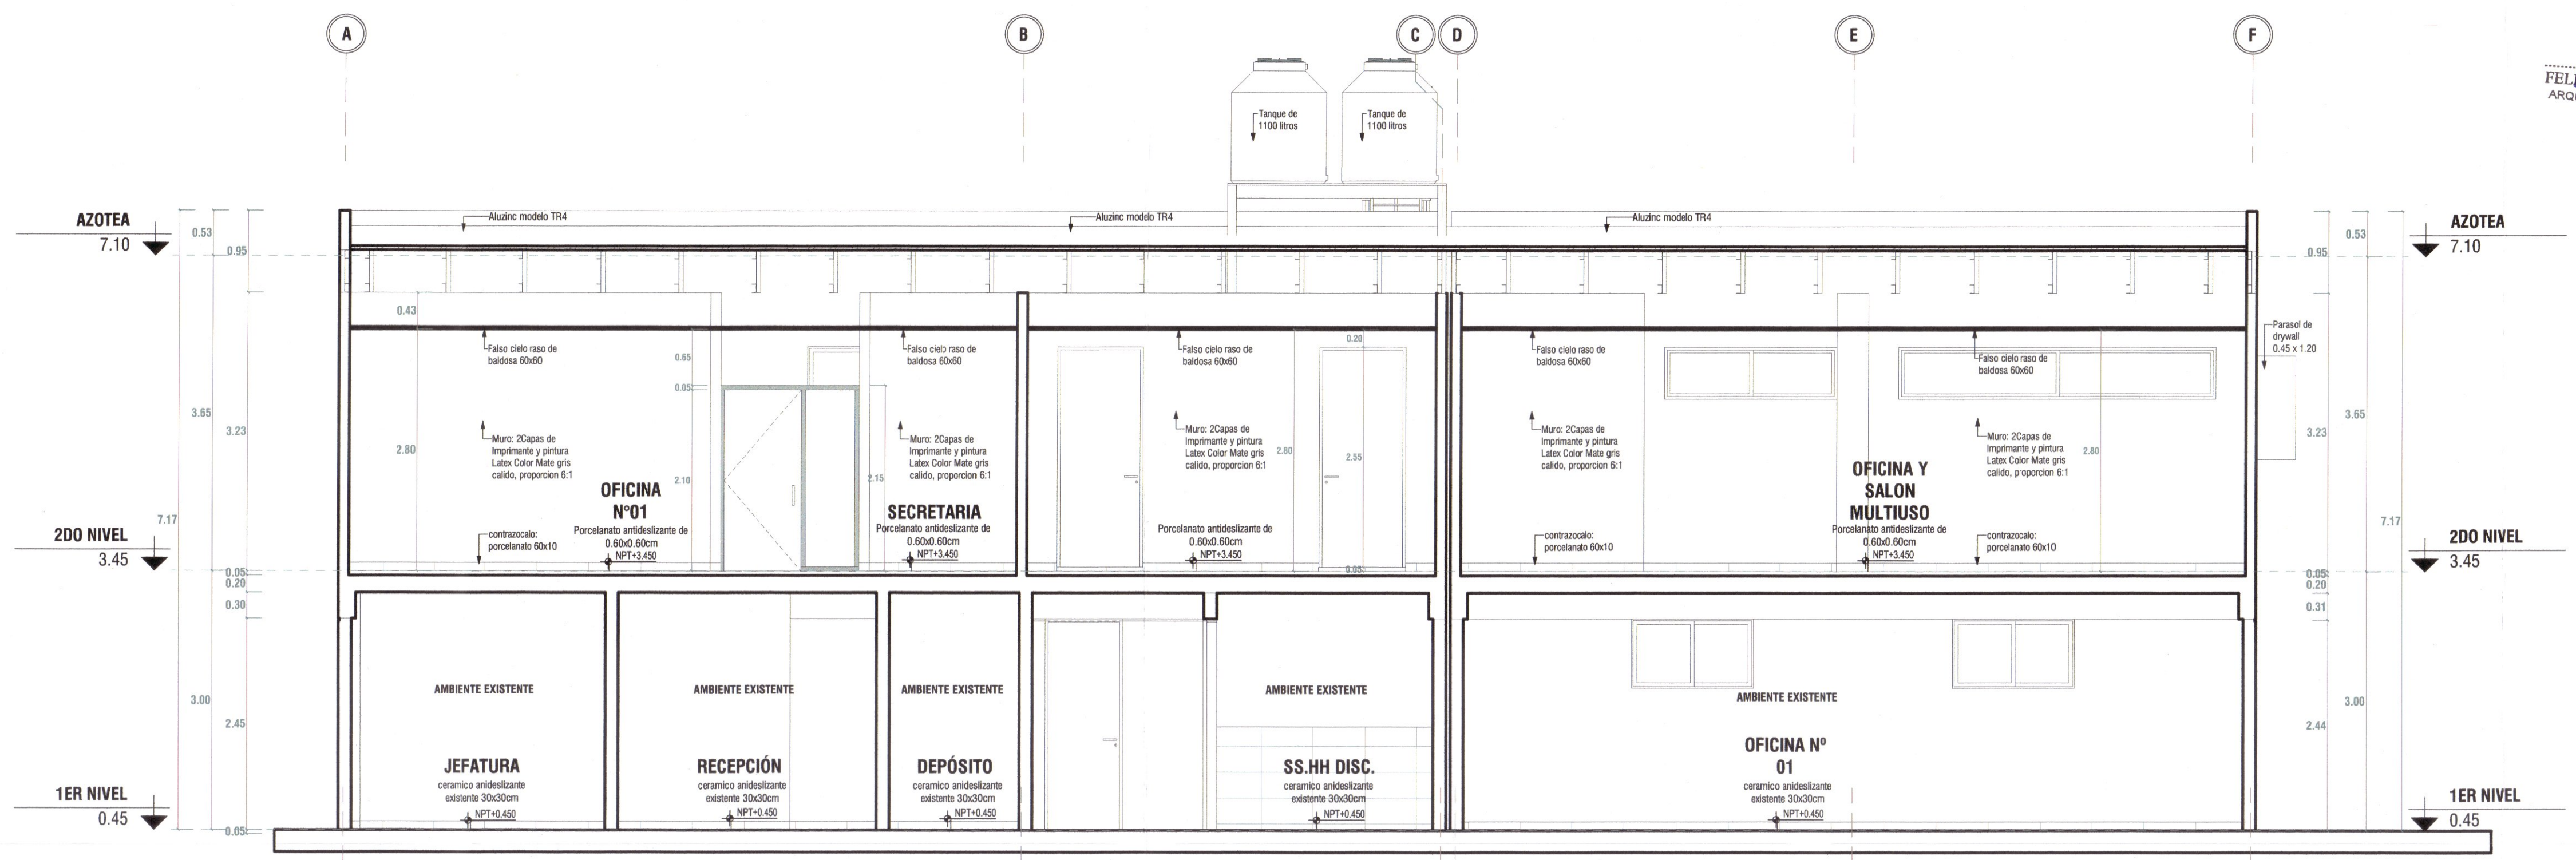 A
B
C
D
E
F
FEL
ARQ
Tanque de
1100 litros
Tanque de
1100 litros
AZOTEA
7.10
0.53
0.95
Aluzinc modelo TR4
Aluzinc modelo TR4
Aluzinc modelo TR4
0.95
0.53
AZOTEA
7.10
0.43
0.65
0.05
0.20
Falso cielo raso de
baldosa 60x60
Falso cielo raso de
baldosa 60x60
Falso cielo raso de
baldosa 60x60
Falso cielo raso de
baldosa 60x60
Falso cielo raso de
baldosa 60x60
Parasol de
drywall
0.45 x 1.20
3.65
3.23
2.80
2.10
2.15
2.80
2.55
2.80
3.23
3.65
Muro: 2Capas de
Imprimante y pintura
Latex Color Mate gris
calido, proporcion 6:1
Muro: 2Capas de
Imprimante y pintura
Latex Color Mate gris
calido, proporcion 6:1
Muro: 2Capas de
Imprimante y pintura
Latex Color Mate gris
calido, proporcion 6:1
Muro: 2Capas de
Imprimante y pintura
Latex Color Mate gris
calido, proporcion 6:1
Muro: 2Capas de
Imprimante y pintura
Latex Color Mate gris
calido, proporcion 6:1
7.17
2DO NIVEL
3.45
contrazocalo:
porcelanato 60x10
OFICINA
N°01
Porcelanato antideslizante de
0.60x0.60cm
NPT+3.450
SECRETARIA
Porcelanato antideslizante de
0.60x0.60cm
NPT+3.450
Porcelanato antideslizante de
0.60x0.60cm
NPT+3.450
0.05
contrazocalo:
porcelanato 60x10
OFICINA Y
SALON
MULTIUSO
Porcelanato antideslizante de
0.60x0.60cm
NPT+3.450
contrazocalo:
porcelanato 60x10
7.17
2DO NIVEL
3.45
0.05
0.20
0.30
0.05
0.20
0.31
3.00
2.45
AMBIENTE EXISTENTE
JEFATURA
ceramico anideslizante
existente 30x30cm
NPT+0.450
AMBIENTE EXISTENTE
RECEPCIÓN
ceramico anideslizante
existente 30x30cm
NPT+0.450
AMBIENTE EXISTENTE
DEPÓSITO
ceramico anideslizante
existente 30x30cm
NPT+0.450
AMBIENTE EXISTENTE
SS.HH DISC.
ceramico anideslizante
existente 30x30cm
NPT+0.450
AMBIENTE EXISTENTE
OFICINA Nº
01
ceramico anideslizante
existente 30x30cm
NPT+0.450
2.44
3.00
1ER NIVEL
0.45
0.05
1ER NIVEL
0.45